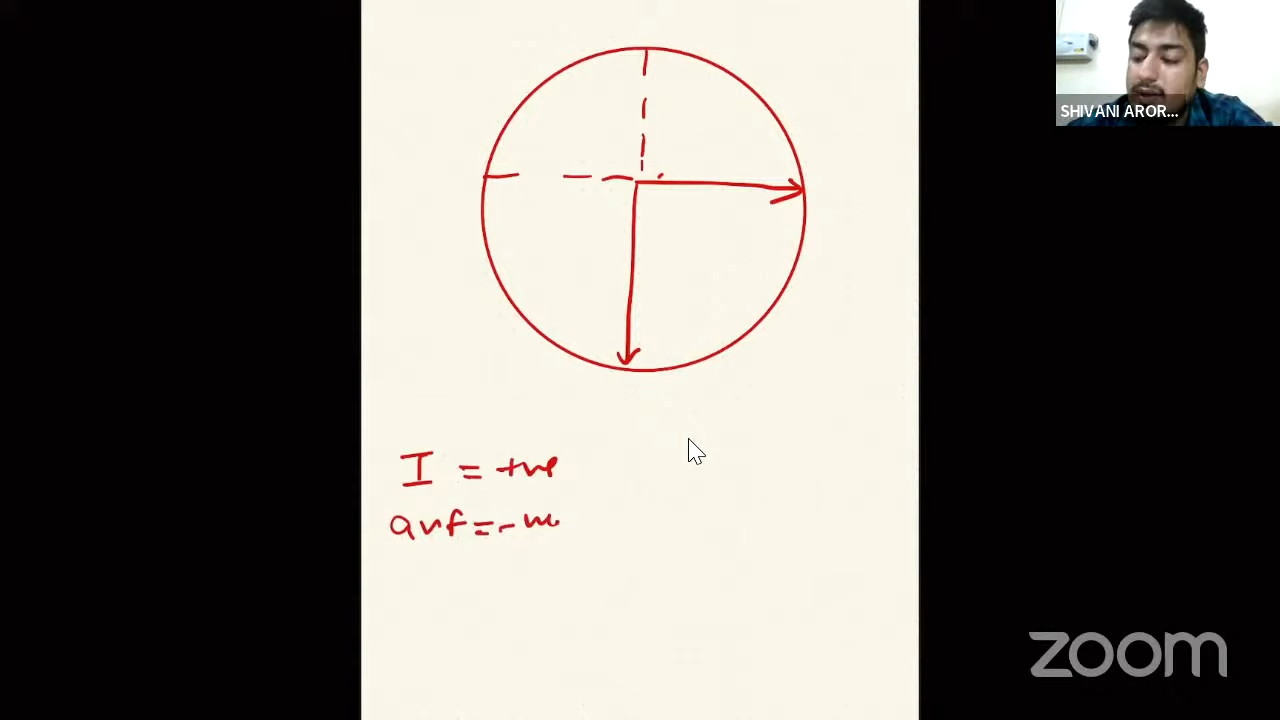 SHIVANI AROR...
I = +ve
avf = -ve
zoom